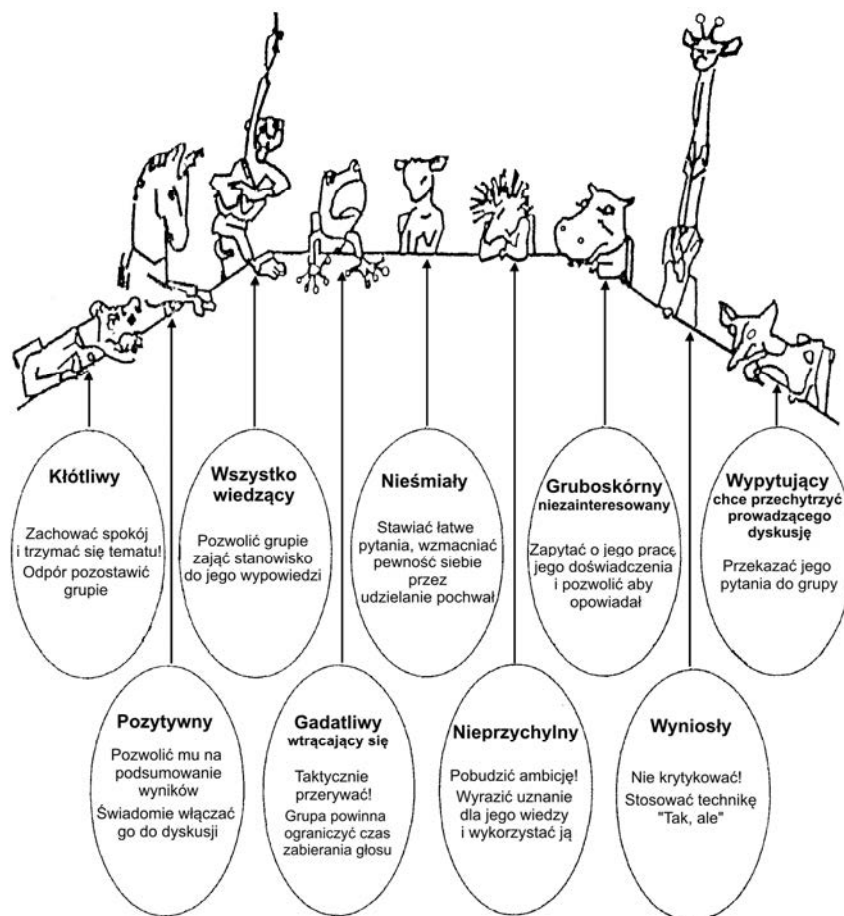 Kłótliwy
Zachować spokój
i trzymać się tematu!
Odpór pozostawić
grupie
Wszystko
wiedzący
Pozwolić grupie
zająć stanowisko
do jego wypowiedzi
Nieśmiały
Stawiać łatwe
pytania, wzmacniać
pewność siebie
przez
udzielanie pochwał
Gruboskórny
niezainteresowany
Zapytać o jego pracę
jego doświadczenia
i pozwolić aby
opowiadał
Wypytujący
chce przechytrzyć
prowadzącego
dyskusję
Przekazać jego
pytania do grupy
Pozytywny
Pozwolić mu na
podsumowanie
wyników
Świadomie włączać
go do dyskusji
Gadatliwy
wtrącający się
Taktycznie
przerywać!
Grupa powinna
ograniczyć czas
zabierania głosu
Nieprzychylny
Pobudzić ambicję!
Wyrazić uznanie
dla jego wiedzy
i wykorzystać ją
Wyniosły
Nie krytykować!
Stosować technikę
"Tak, ale"